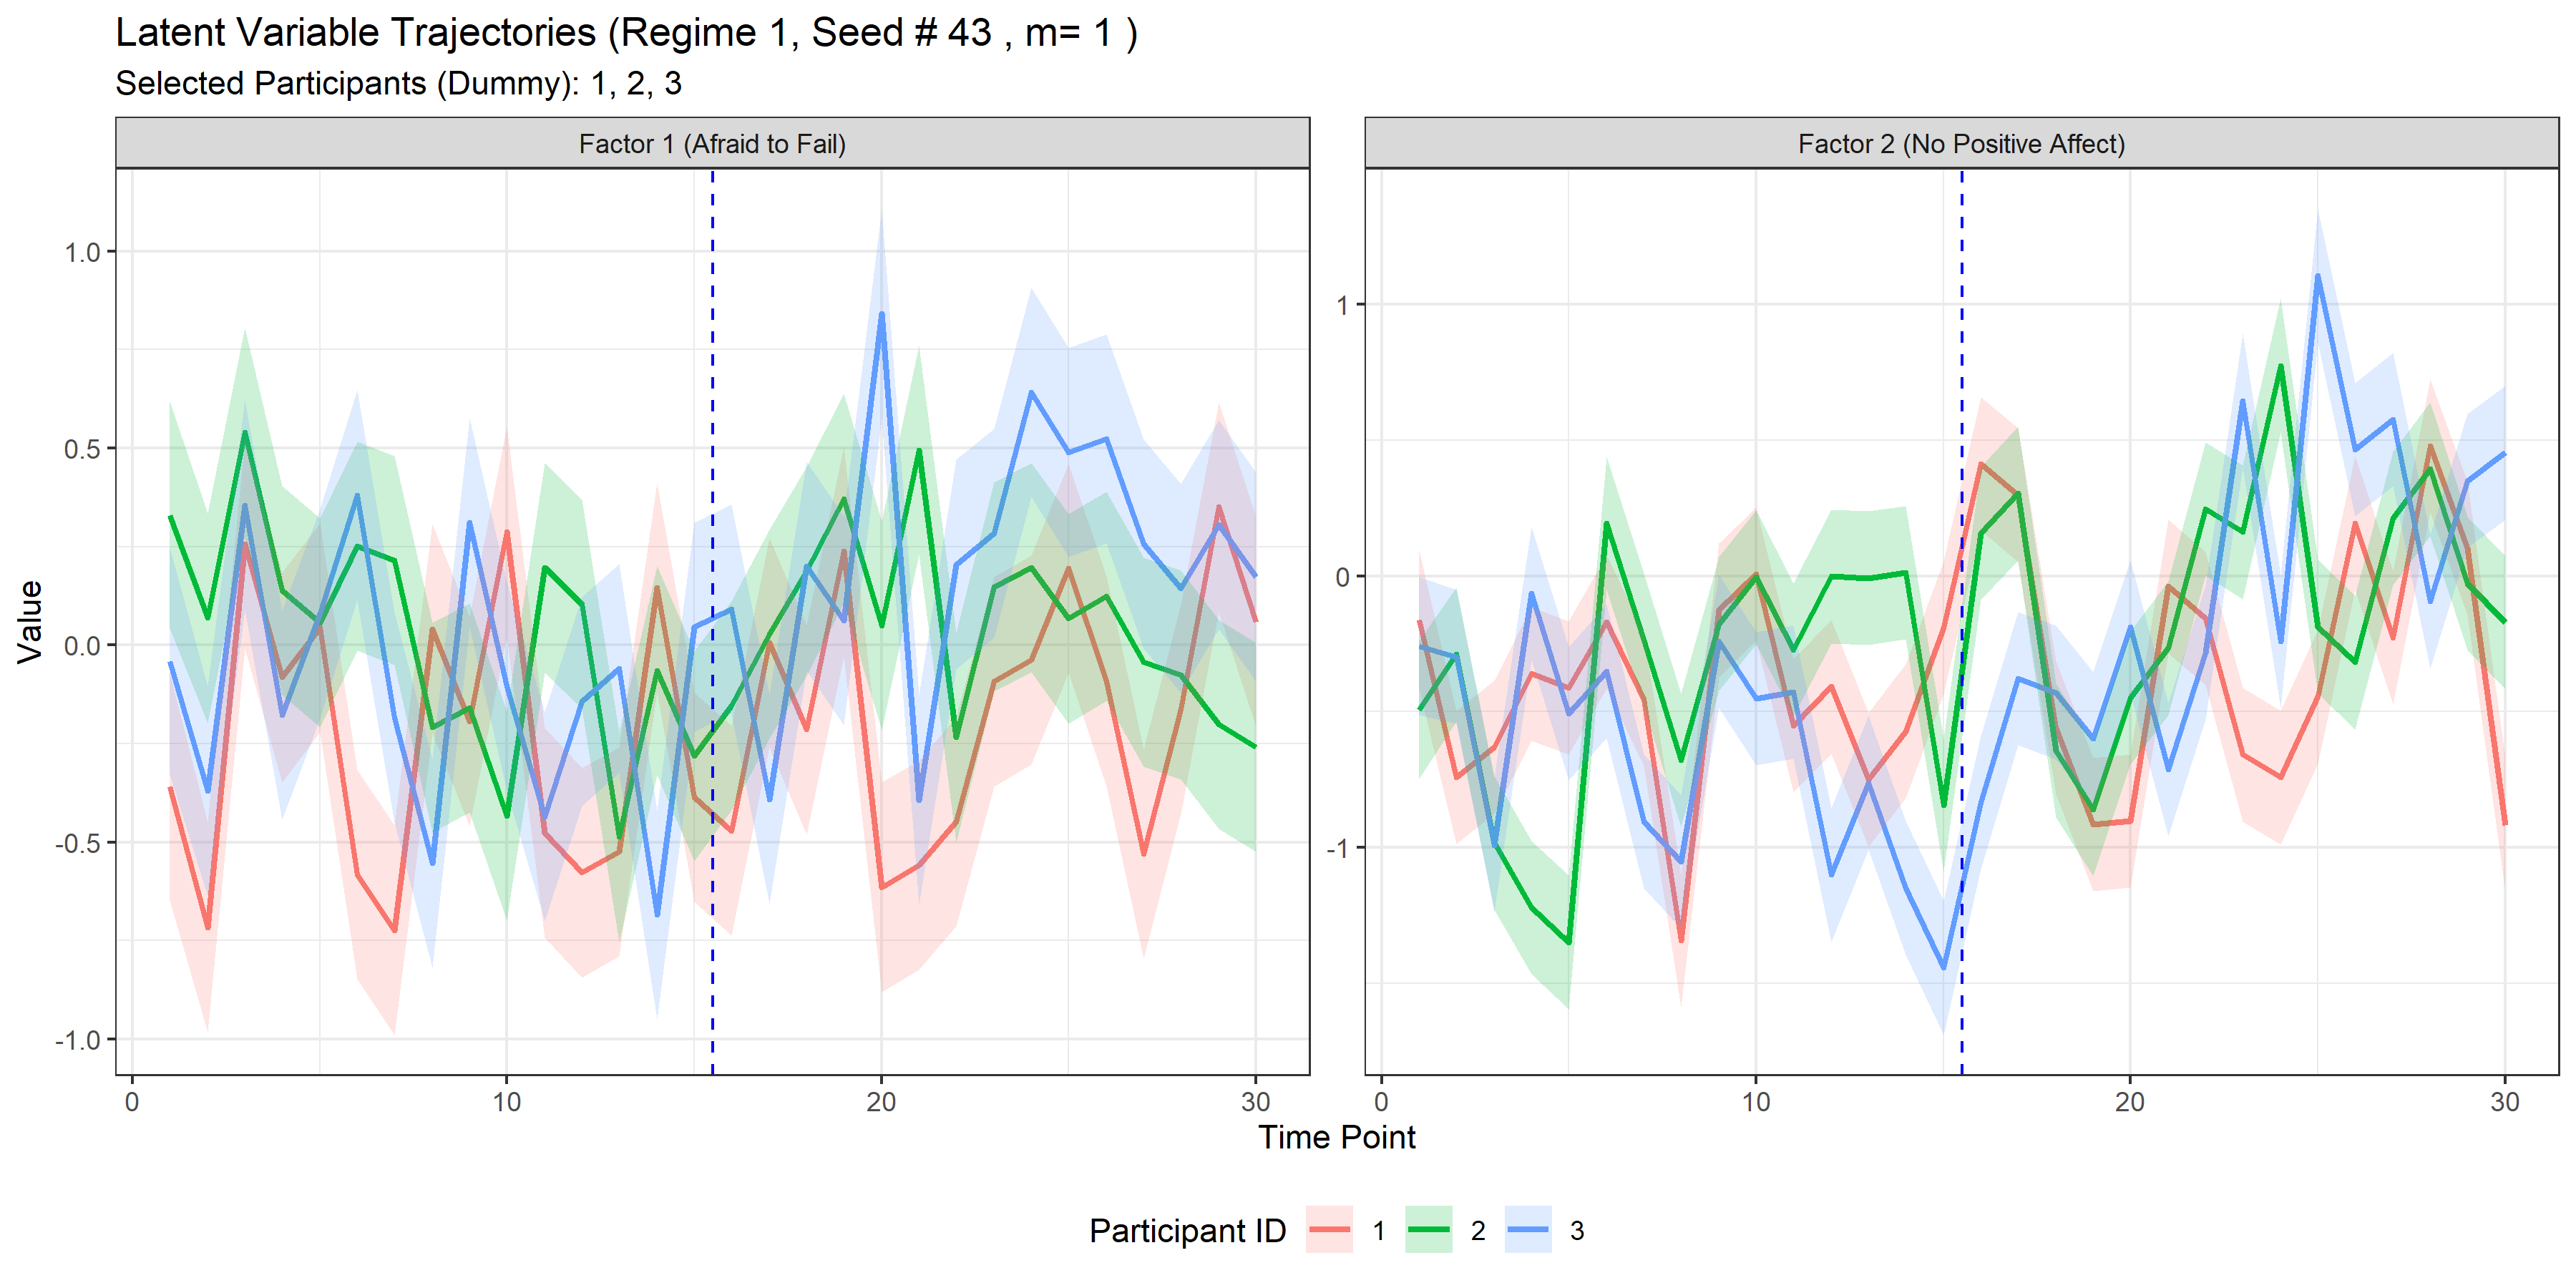 Latent Variable Trajectories (Regime 1, Seed # 43 , m= 1 )
Selected Participants (Dummy): 1, 2, 3
Factor 1 (Afraid to Fail)
Factor 2 (No Positive Affect)
Value
1.0
0.5
0.0
-0.5
-1.0
1
0
-1
0 10 20 30
0 10 20 30
Time Point
Participant ID 1 2 3